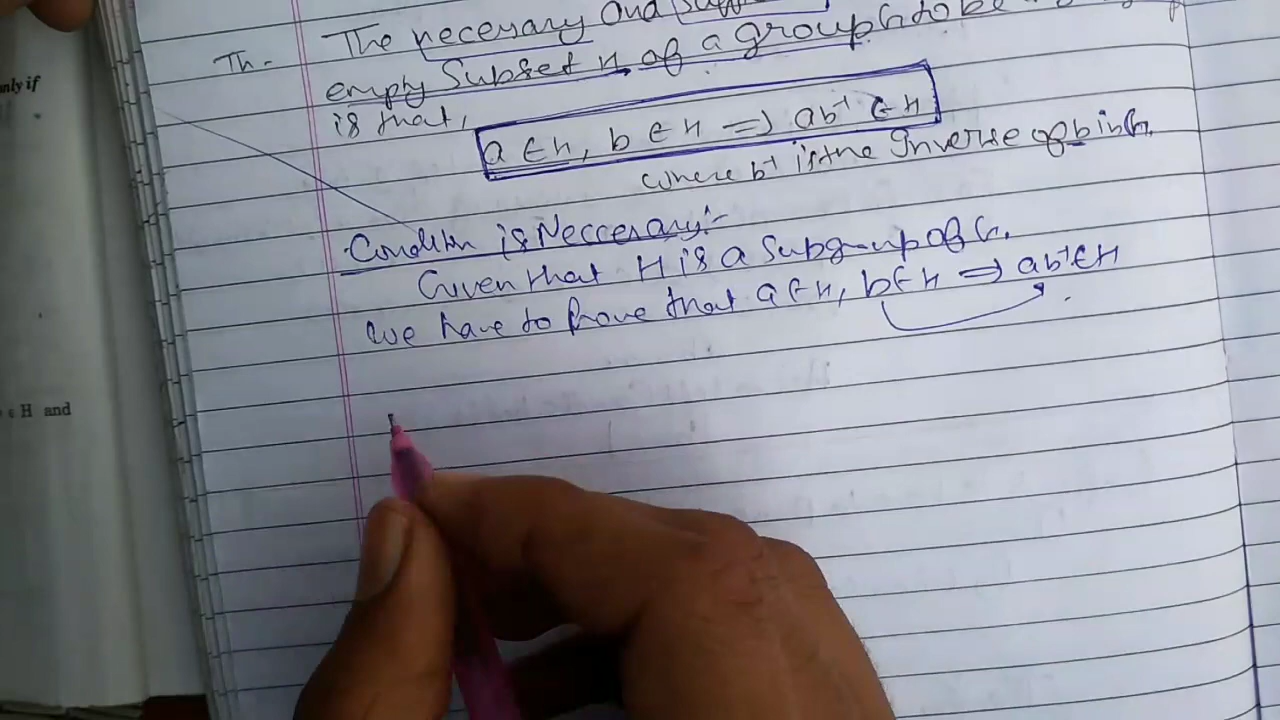 The necessary and
Th- empty Subset H of a group G to be
is that,
a ∈ H, b ∈ H ⇒ ab⁻¹ ∈ H
where b⁻¹ is the Inverse of b in G.
Condition is Neccerary:-
Given that H is a Subgroup of G.
We have to prove that a ∈ H, b ∈ H ⇒ ab⁻¹ ∈ H
only if
ε H and